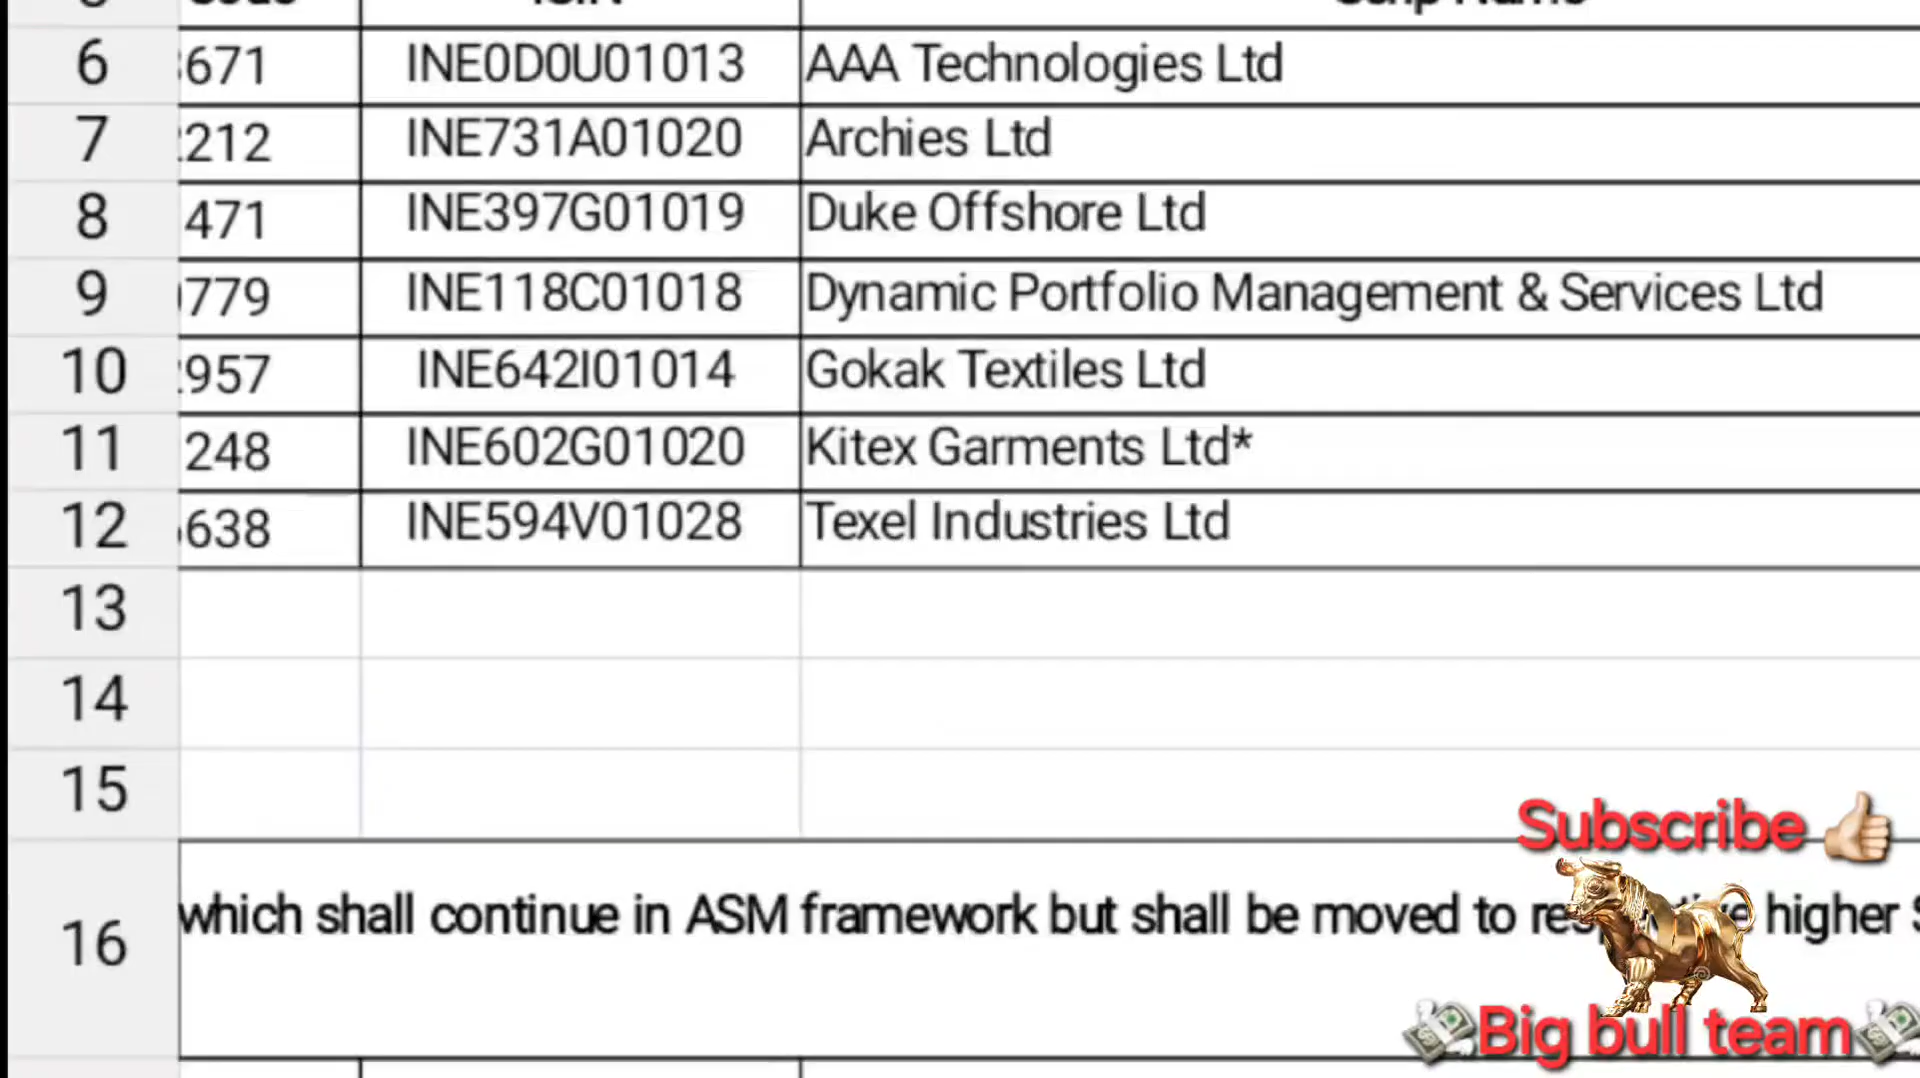 6 671 INE0D0U01013 AAA Technologies Ltd
7 2212 INE731A01020 Archies Ltd
8 471 INE397G01019 Duke Offshore Ltd
9 779 INE118C01018 Dynamic Portfolio Management & Services Ltd
10 957 INE642I01014 Gokak Textiles Ltd
11 248 INE602G01020 Kitex Garments Ltd*
12 638 INE594V01028 Texel Industries Ltd
13
14
15
Subscribe
16 which shall continue in ASM framework but shall be moved to higher
Big bull team